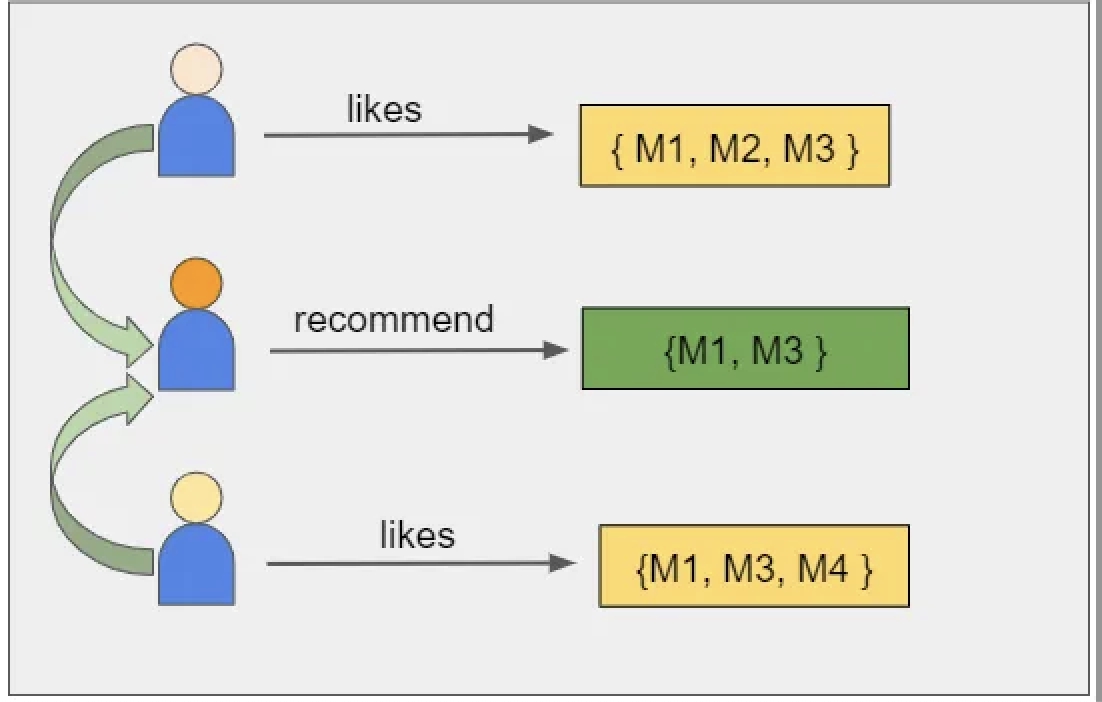 likes
{ M1, M2, M3 }
recommend
{M1, M3 }
likes
{M1, M3, M4 }